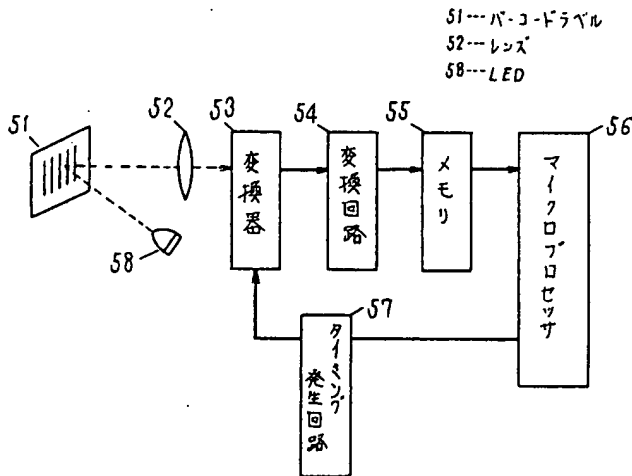 51---バーコードラベル
52---レンズ
58---LED
51
52
53
54
55
56
変換器
変換回路
メモリ
マイクロプロセッサ
58
57
タイミング
発生回路